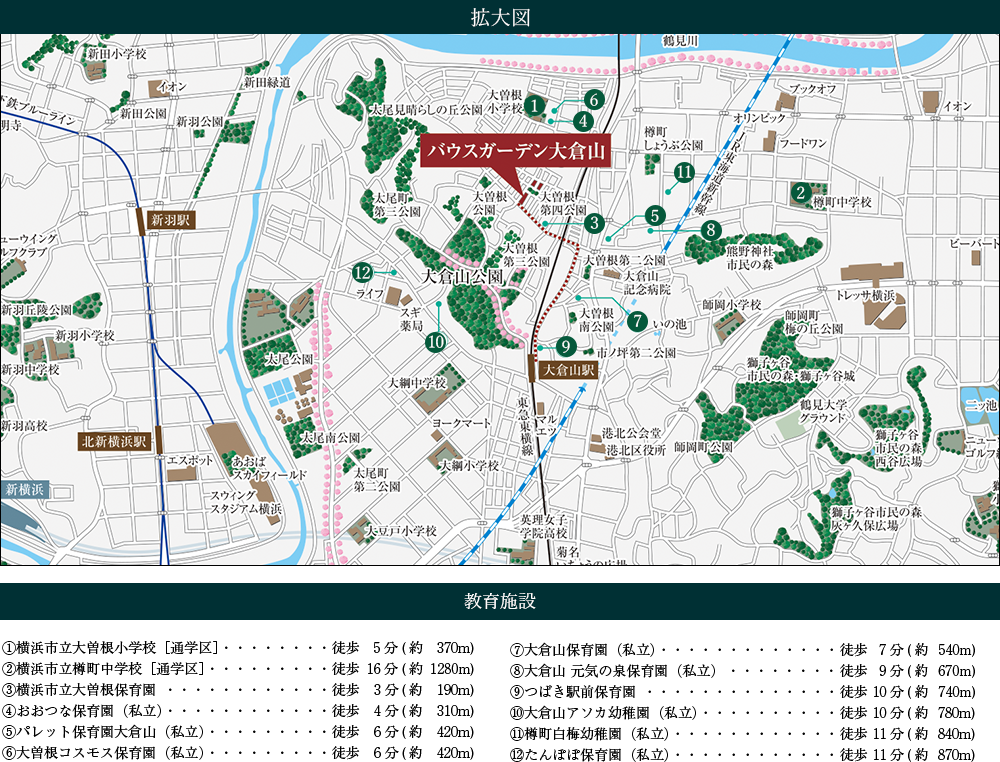 拡大図
新田小学校
鶴見川
イオン
新田緑道
ブックオフ
大曽根
小学校
1
6
4
太尾見晴らしの丘公園
イオン
新田公園
新羽公園
オリンピック
下鉄ブルーライン
明寺
樽町
しょうぶ公園
フードワン
JR東海道新幹線
バウスガーデン大倉山
11
2
樽町中学校
太尾町
第三公園
大曽根
公園
大曽根
第四公園
3
5
8
新羽駅
ューウイング
ルフクラブ
大曽根
第三公園
大曽根第二公園
熊野神社
市民の森
ビーバート
12
大倉山公園
大倉山
記念病院
ライフ
トレッサ横浜
スギ
薬局
10
大曽根
南公園
7
いの池
師岡小学校
師岡町
梅の丘公園
新羽丘陵公園
新羽小学校
9
市ノ坪第二公園
太尾公園
大倉山駅
新羽中学校
獅子ヶ谷
市民の森・獅子ヶ谷城
大綱中学校
東急東横線
マル
エツ
鶴見大学
グラウンド
二ッ池
新羽高校
ヨークマート
北新横浜駅
太尾南公園
港北公会堂
港北区役所
師岡町公園
獅子ヶ谷
市民の森
西谷広場
ニュー
ゴルフ
エスポット
あおば
スカイフィールド
大綱小学校
太尾町
第二公園
新横浜
スウィング
スタジアム横浜
獅子ヶ谷市民の森
灰ヶ久保広場
大豆戸小学校
英理女子
学院高校
菊名
教育施設
①横浜市立大曽根小学校［通学区］・・・・・・・・・徒歩 5分(約 370m)
②横浜市立樽町中学校［通学区］・・・・・・・・・・徒歩 16分(約 1280m)
③横浜市立大曽根保育園 ・・・・・・・・・・・・・徒歩 3分(約 190m)
④おおつな保育園（私立）・・・・・・・・・・・・・徒歩 4分(約 310m)
⑤パレット保育園大倉山（私立）・・・・・・・・・・徒歩 6分(約 420m)
⑥大曽根コスモス保育園（私立）・・・・・・・・・・徒歩 6分(約 420m)
⑦大倉山保育園（私立）・・・・・・・・・・・・・・徒歩 7分(約 540m)
⑧大倉山 元気の泉保育園（私立）・・・・・・・・・徒歩 9分(約 670m)
⑨つばき駅前保育園 ・・・・・・・・・・・・・・・徒歩 10分(約 740m)
⑩大倉山アソカ幼稚園（私立）・・・・・・・・・・・徒歩 10分(約 780m)
⑪樽町白梅幼稚園（私立）・・・・・・・・・・・・・徒歩 11分(約 840m)
⑫たんぽぽ保育園（私立）・・・・・・・・・・・・・徒歩 11分(約 870m)